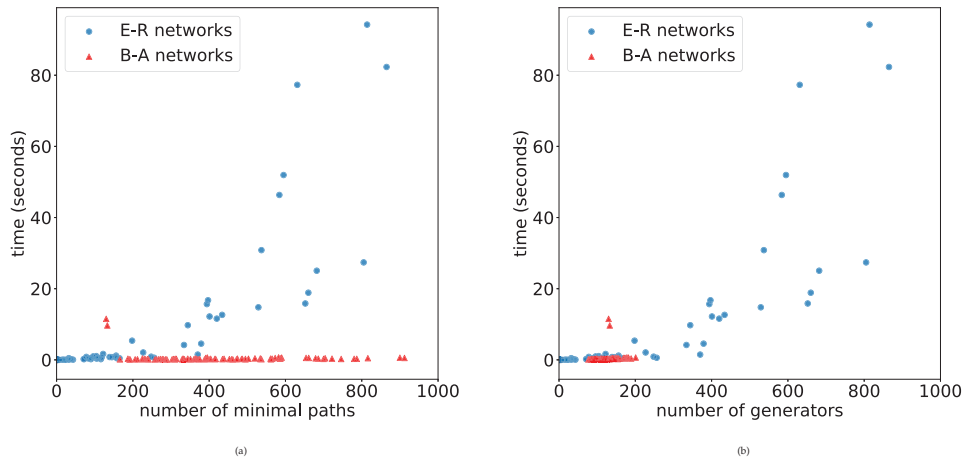 E-R networks
B-A networks
80
60
40
20
0
time (seconds)
0 200 400 600 800 1000
number of minimal paths
(a)
E-R networks
B-A networks
80
60
40
20
0
time (seconds)
0 200 400 600 800 1000
number of generators
(b)